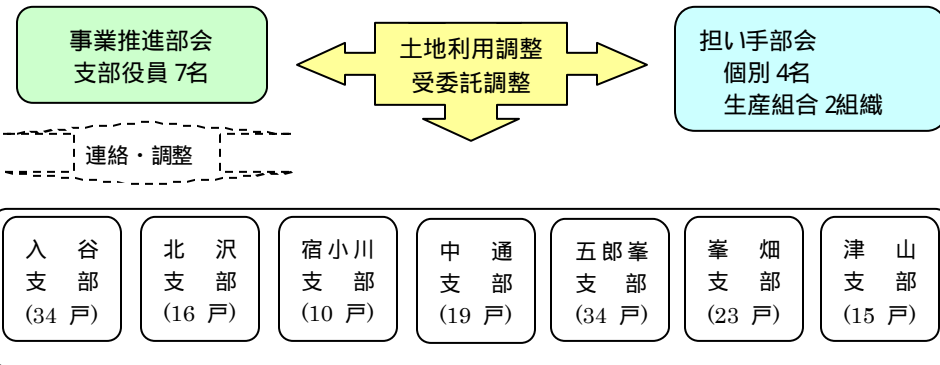 事業推進部会
支部役員 7名
土地利用調整
受委託調整
担い手部会
個別 4名
生産組合 2組織
連絡・調整
入谷
支部
(34 戸)
北沢
支部
(16 戸)
宿小川
支部
(10 戸)
中通
支部
(19 戸)
五郎峯
支部
(34 戸)
峯畑
支部
(23 戸)
津山
支部
(15 戸)